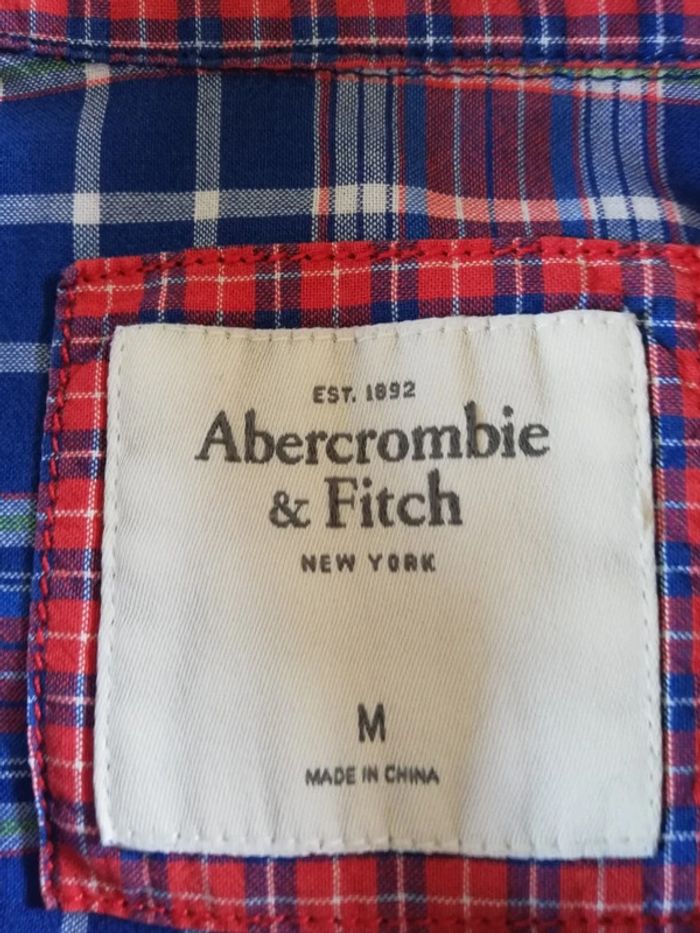 EST. 1892
Abercrombie
& Fitch
NEW YORK
M
MADE IN CHINA